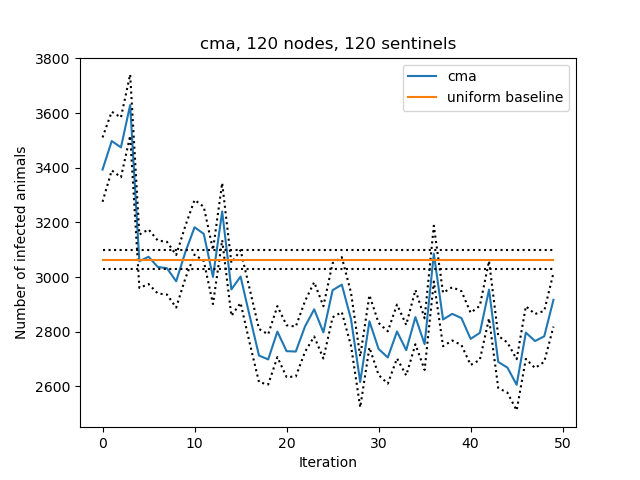 cma, 120 nodes, 120 sentinels
cma
uniform baseline
Number of infected animals
3800
3600
3400
3200
3000
2800
2600
0 10 20 30 40 50
Iteration